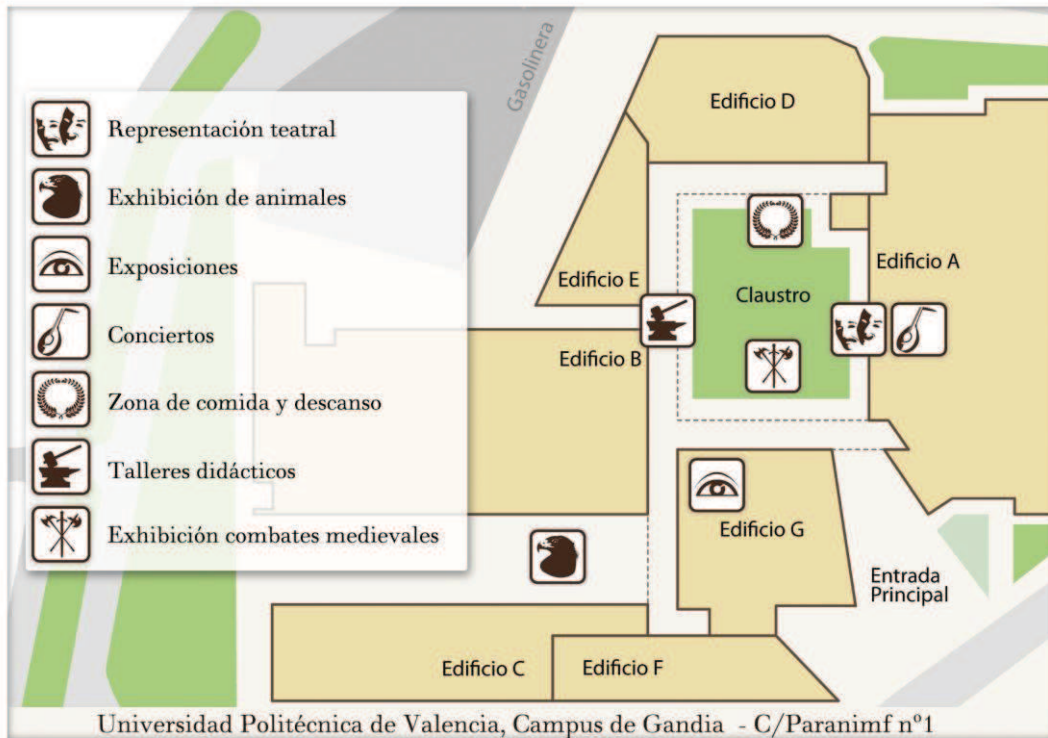 Gasolinera
Representación teatral
Exhibición de animales
Exposiciones
Conciertos
Zona de comida y descanso
Talleres didácticos
Exhibición combates medievales
Edificio D
Edificio A
Edificio E
Claustro
Edificio B
Edificio G
Entrada
Principal
Edificio C
Edificio F
Universidad Politécnica de Valencia, Campus de Gandia - C/Paranimf nº1